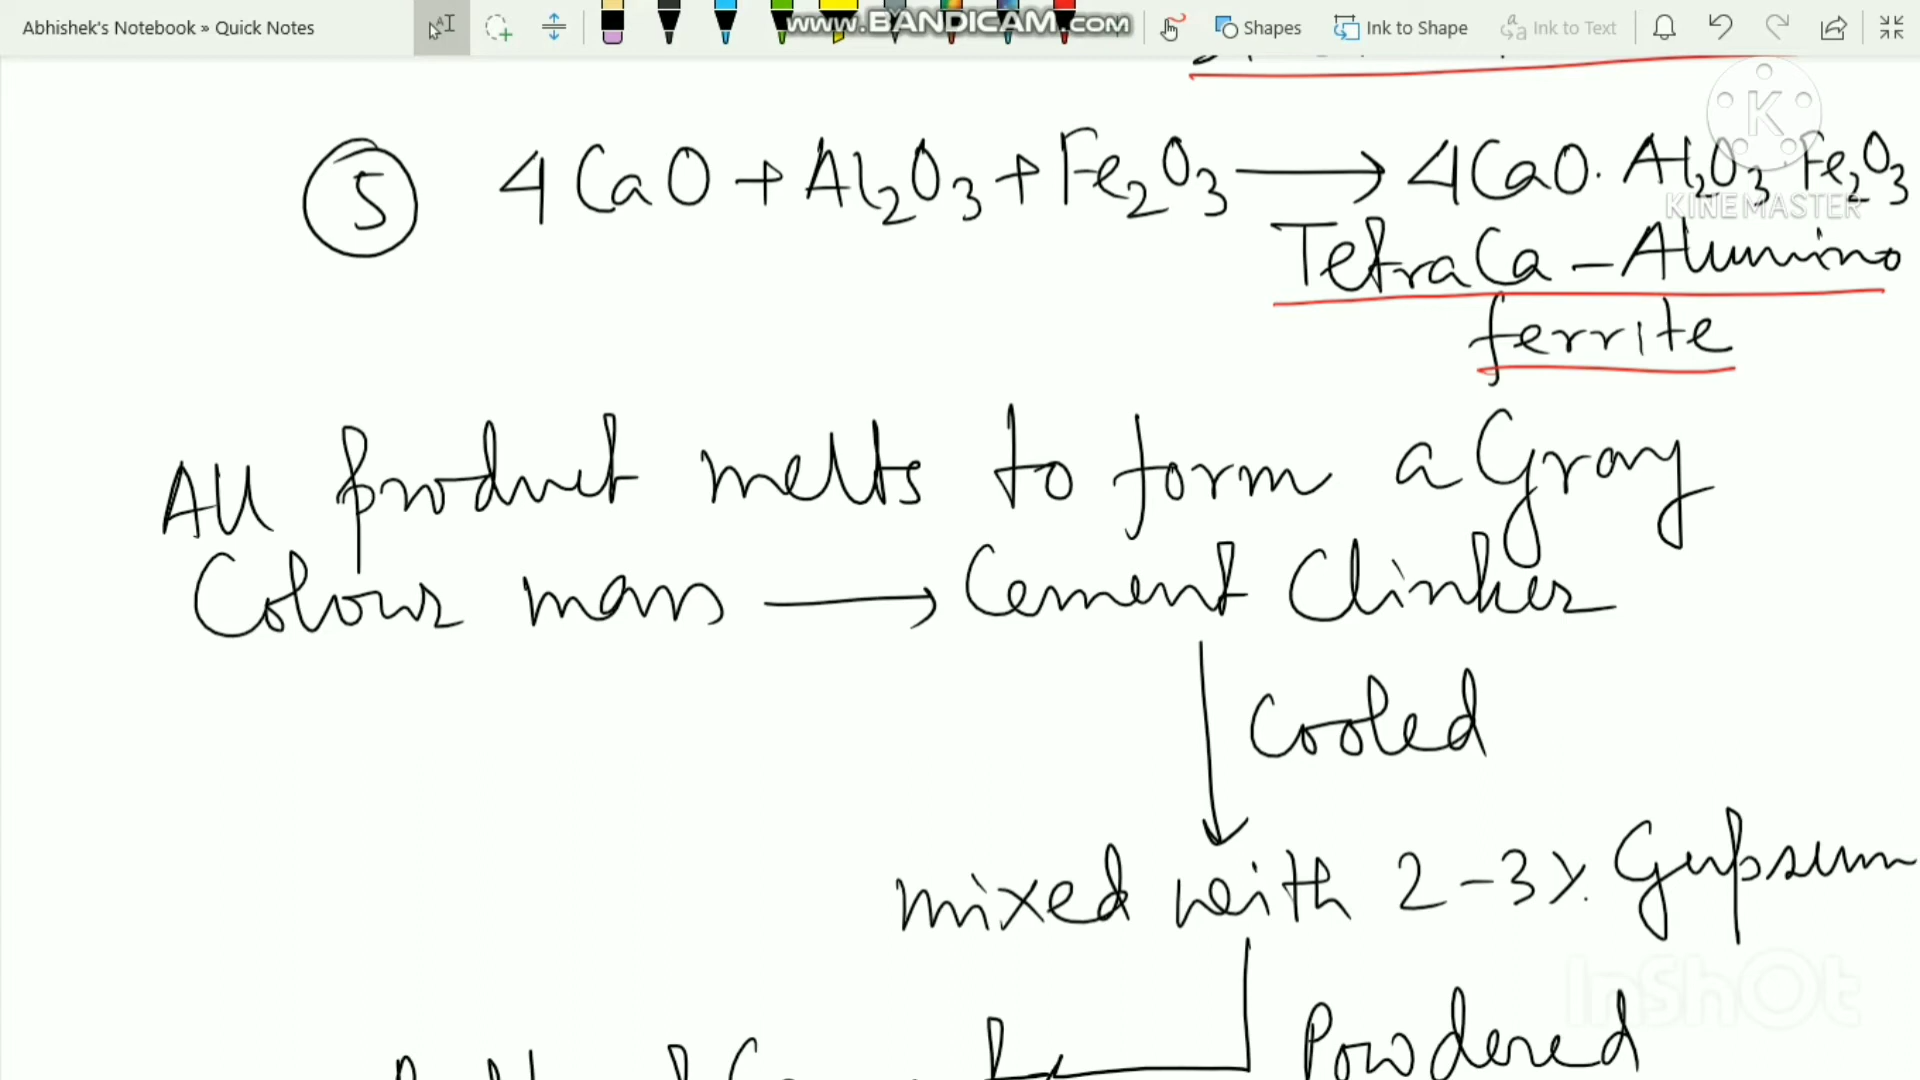 Abhishek's Notebook » Quick Notes
www.BANDICAM.com
Shapes
Ink to Shape
Ink to Text
K
KINEMASTER
5 4CaO + Al₂O₃ + Fe₂O₃ → 4CaO. Al₂O₃ Fe₂O₃
TetraCa - Alumino
ferrite
All product melts to form a Gray
Colour mass → Cement Clinker
Cooled
mixed with 2-3%. Gypsum
InShOt
Powdered